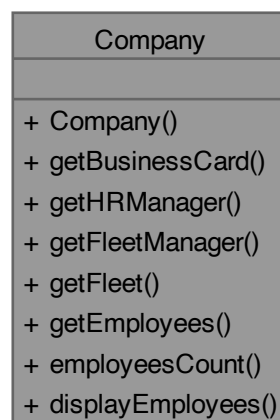 Company
+ Company()
+ getBusinessCard()
+ getHRManager()
+ getFleetManager()
+ getFleet()
+ getEmployees()
+ employeesCount()
+ displayEmployees()